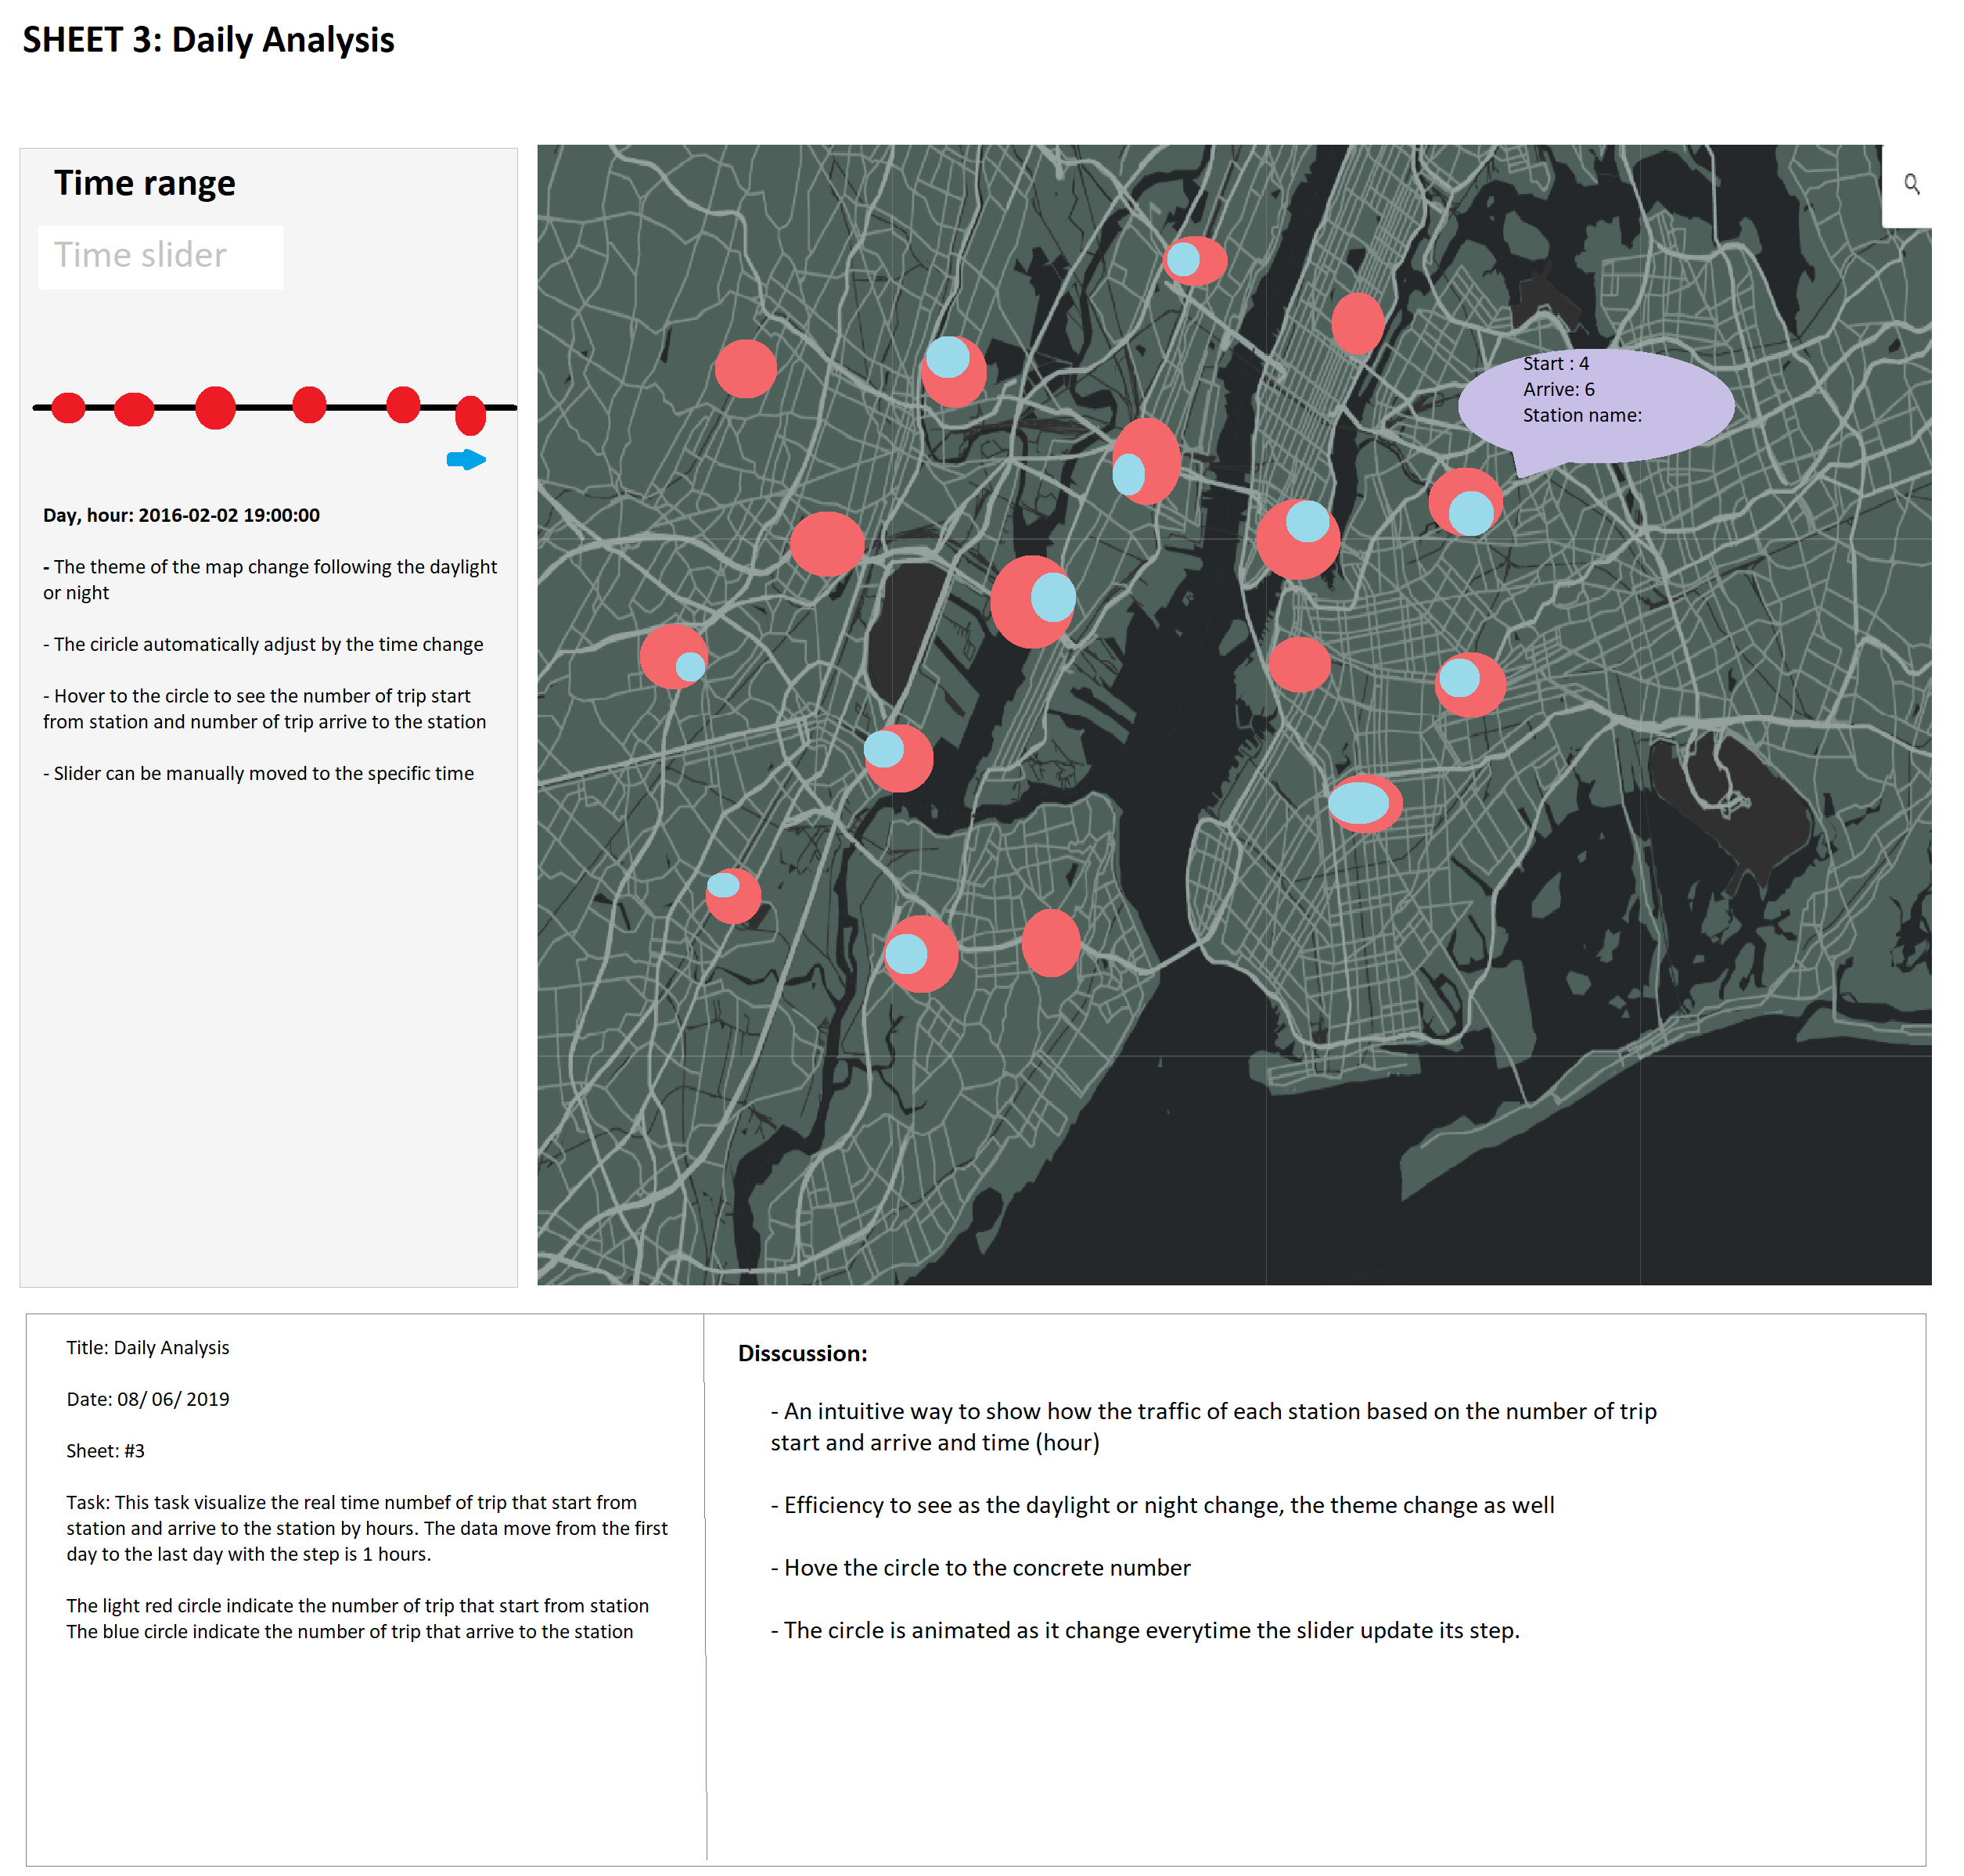 SHEET 3: Daily Analysis
Time range
Time slider
Day, hour: 2016-02-02 19:00:00
- The theme of the map change following the daylight
or night
- The ciricle automatically adjust by the time change
- Hover to the circle to see the number of trip start
from station and number of trip arrive to the station
- Slider can be manually moved to the specific time
Start : 4
Arrive: 6
Station name:
Title: Daily Analysis
Date: 08/ 06/ 2019
Sheet: #3
Task: This task visualize the real time numbef of trip that start from
station and arrive to the station by hours. The data move from the first
day to the last day with the step is 1 hours.
The light red circle indicate the number of trip that start from station
The blue circle indicate the number of trip that arrive to the station
Disscussion:
- An intuitive way to show how the traffic of each station based on the number of trip
start and arrive and time (hour)
- Efficiency to see as the daylight or night change, the theme change as well
- Hove the circle to the concrete number
- The circle is animated as it change everytime the slider update its step.